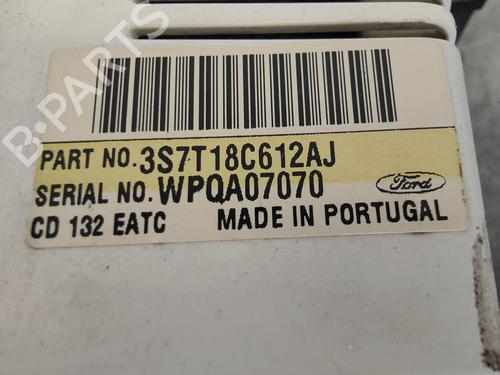 B-PARTS
PART NO. 3S7T18C612AJ
SERIAL NO. WPQA07070
Ford
CD 132 EATC MADE IN PORTUGAL